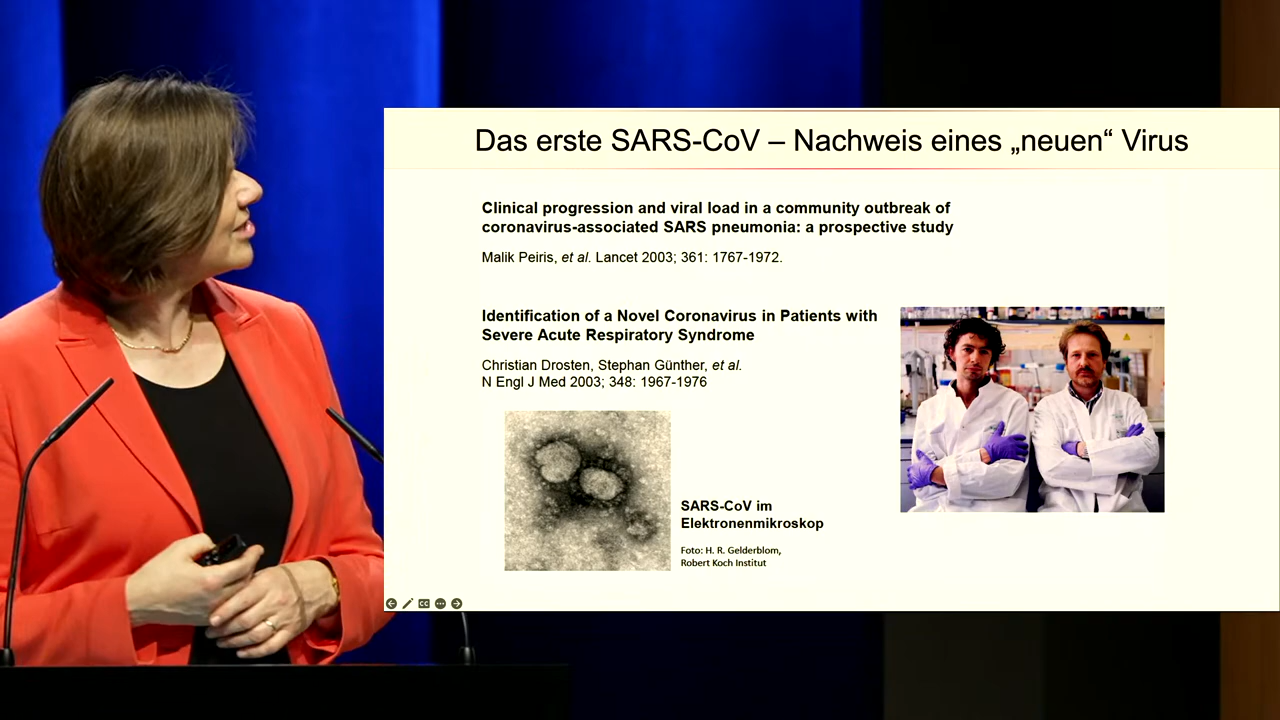 Das erste SARS-CoV – Nachweis eines „neuen“ Virus
Clinical progression and viral load in a community outbreak of
coronavirus-associated SARS pneumonia: a prospective study
Malik Peiris, et al. Lancet 2003; 361: 1767-1972.
Identification of a Novel Coronavirus in Patients with
Severe Acute Respiratory Syndrome
Christian Drosten, Stephan Günther, et al.
N Engl J Med 2003; 348: 1967-1976
SARS-CoV im
Elektronenmikroskop
Foto: H. R. Gelderblom,
Robert Koch Institut